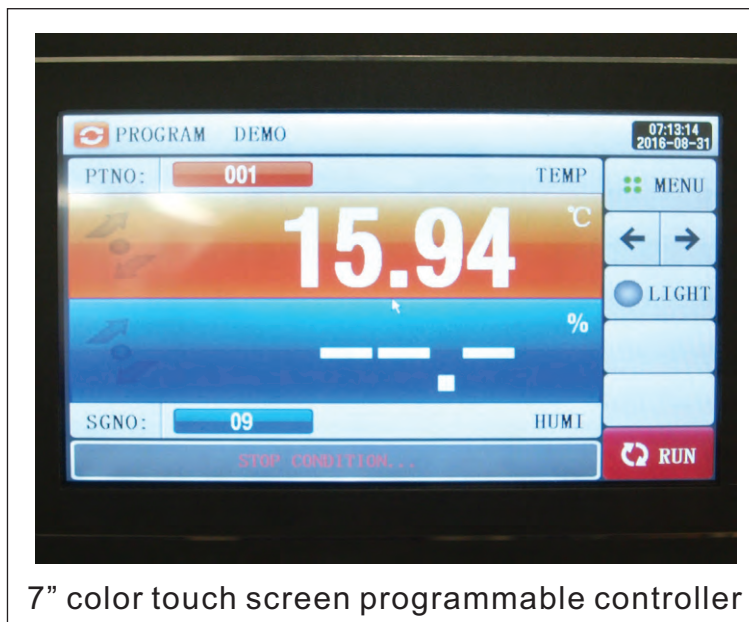 PROGRAM DEMO
07:13:14
2016-08-31
PTNO: 001 TEMP
MENU
℃
15.94
LIGHT
%
--.-
SGNO: 09 HUMI
STOP CONDITION...
RUN
7” color touch screen programmable controller